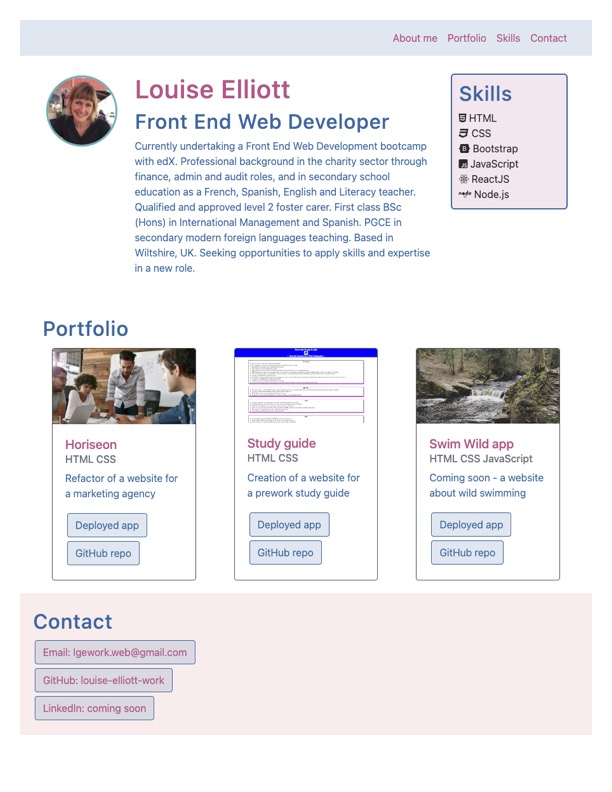 About me Portfolio Skills Contact
Louise Elliott
Front End Web Developer
Currently undertaking a Front End Web Development bootcamp
with edX. Professional background in the charity sector through
finance, admin and audit roles, and in secondary school
education as a French, Spanish, English and Literacy teacher.
Qualified and approved level 2 foster carer. First class BSc
(Hons) in International Management and Spanish. PGCE in
secondary modern foreign languages teaching. Based in
Wiltshire, UK. Seeking opportunities to apply skills and expertise
in a new role.
Skills
HTML
CSS
Bootstrap
JavaScript
ReactJS
Node.js
Portfolio
Horiseon
HTML CSS
Refactor of a website for
a marketing agency
Deployed app
GitHub repo
Study guide
HTML CSS
Creation of a website for
a prework study guide
Deployed app
GitHub repo
Swim Wild app
HTML CSS JavaScript
Coming soon - a website
about wild swimming
Deployed app
GitHub repo
Contact
Email: lgework.web@gmail.com
GitHub: louise-elliott-work
LinkedIn: coming soon